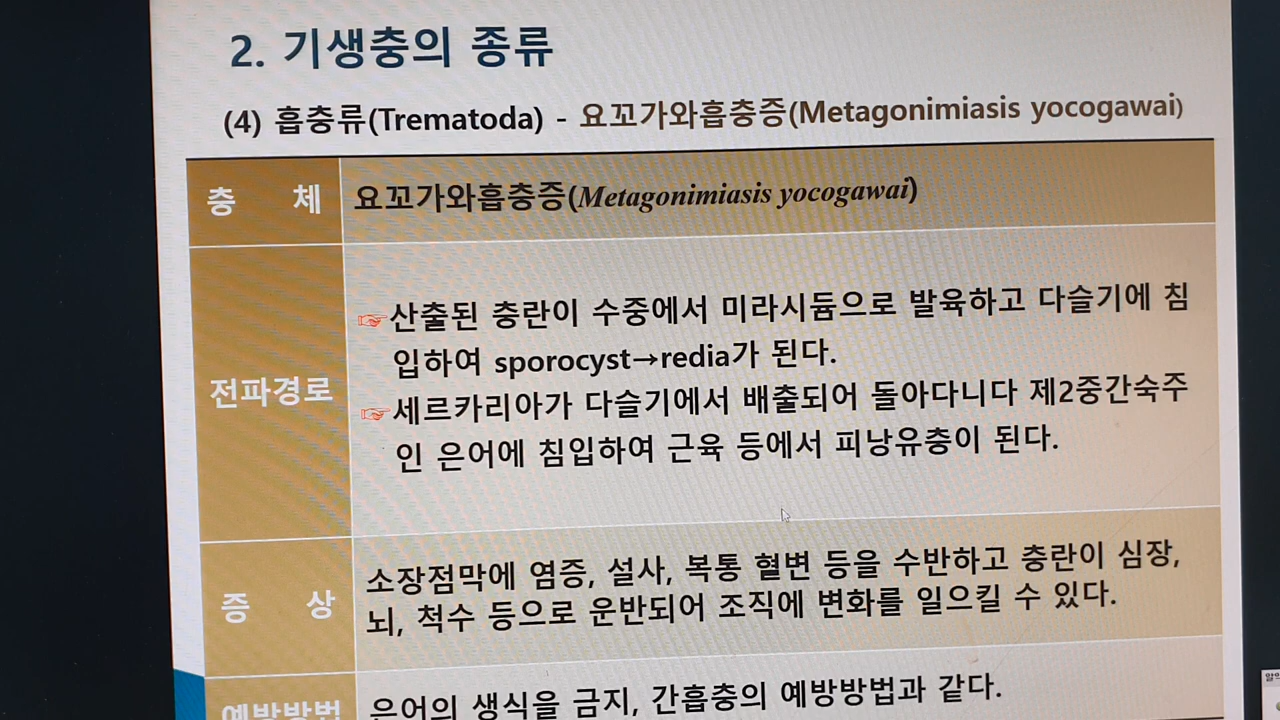 2. 기생충의 종류
(4) 흡충류(Trematoda) - 요꼬가와흡충증(Metagonimiasis yocogawai)
충 체
요꼬가와흡충증(Metagonimiasis yocogawai)
전파경로
☞산출된 충란이 수중에서 미라시듐으로 발육하고 다슬기에 침
입하여 sporocyst→redia가 된다.
☞세르카리아가 다슬기에서 배출되어 돌아다니다 제2중간숙주
인 은어에 침입하여 근육 등에서 피낭유충이 된다.
증 상
소장점막에 염증, 설사, 복통 혈변 등을 수반하고 충란이 심장,
뇌, 척수 등으로 운반되어 조직에 변화를 일으킬 수 있다.
예방방법
은어의 생식을 금지, 간흡충의 예방방법과 같다.